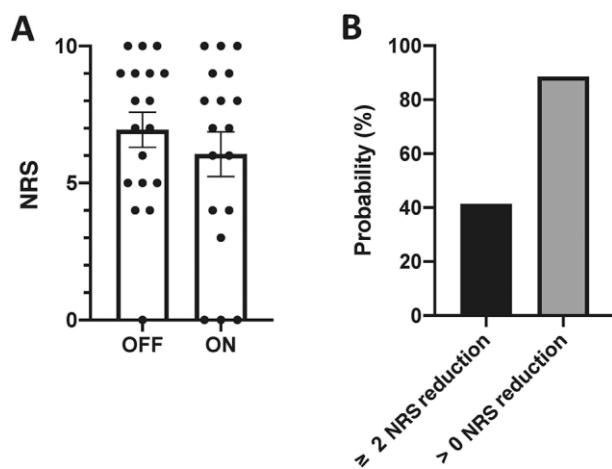 A
NRS
10
5
0
OFF
ON
B
Probability (%)
100
80
60
40
20
0
≥ 2 NRS reduction
> 0 NRS reduction